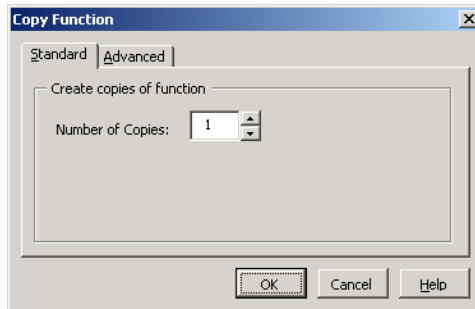 Copy Function
Standard Advanced
Create copies of function
Number of Copies: 1
OK Cancel Help